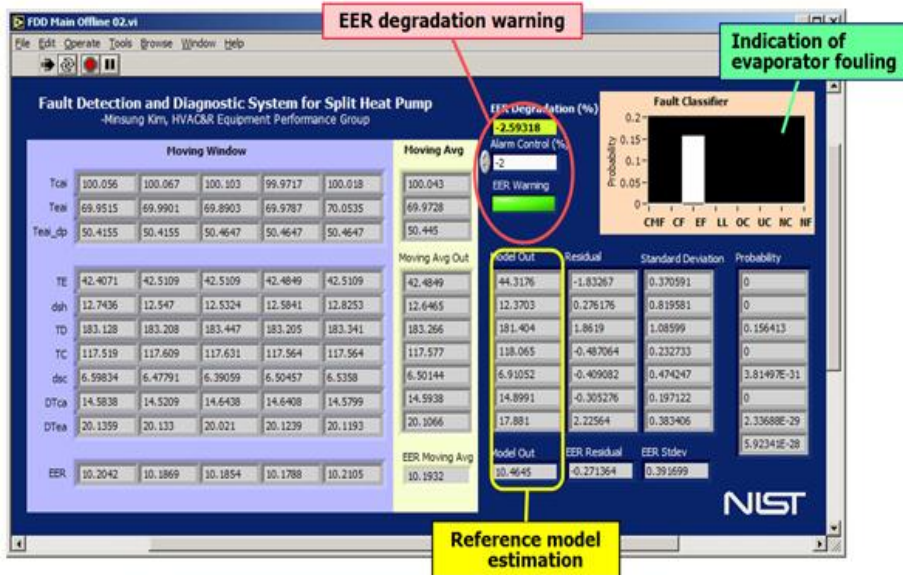 EER degradation warning
Indication of
evaporator fouling
FDD Main Offline 02.vi
File Edit Operate Tools Browse Window Help
Fault Detection and Diagnostic System for Split Heat Pump
-Minsung Kim, HVAC&R Equipment Performance Group
EER Degradation (%)
-2.59318
Alarm Control (%)
-2
EER Warning
Fault Classifier
Probability
0.2
0.15
0.1
0.05
0
CMF CF EF LL OC UC NC NF
Moving Window Moving Avg
Tcai 100.056 100.067 100.103 99.9717 100.018 100.043
Teai 69.9515 69.9901 69.8903 69.9787 70.0535 69.9728
Teai_dp 50.4155 50.4155 50.4647 50.4647 50.4647 50.445
Moving Avg Out Model Out Residual Standard Deviation Probability
TE 42.4071 42.5109 42.5109 42.4849 42.5109 42.4849 44.3176 -1.83267 0.370591 0
dsh 12.7436 12.547 12.5324 12.5841 12.8253 12.6465 12.3703 0.276176 0.819581 0
TD 183.128 183.208 183.447 183.205 183.341 183.266 181.404 1.8619 1.08599 0.156413
TC 117.519 117.609 117.631 117.564 117.564 117.577 118.065 -0.487064 0.232733 0
dsc 6.59834 6.47791 6.39059 6.50457 6.5358 6.50144 6.91052 -0.409082 0.474247 3.81497E-31
DTca 14.5838 14.5209 14.6438 14.6408 14.5799 14.5938 14.8991 -0.305276 0.197122 0
DTea 20.1359 20.133 20.021 20.1239 20.1193 20.1066 17.881 2.22564 0.383406 2.33688E-29
5.92341E-28
EER Moving Avg Model Out EER Residual EER Stdev
EER 10.2042 10.1869 10.1854 10.1788 10.2105 10.1932 10.4645 -0.271364 0.391699
NIST
Reference model
estimation